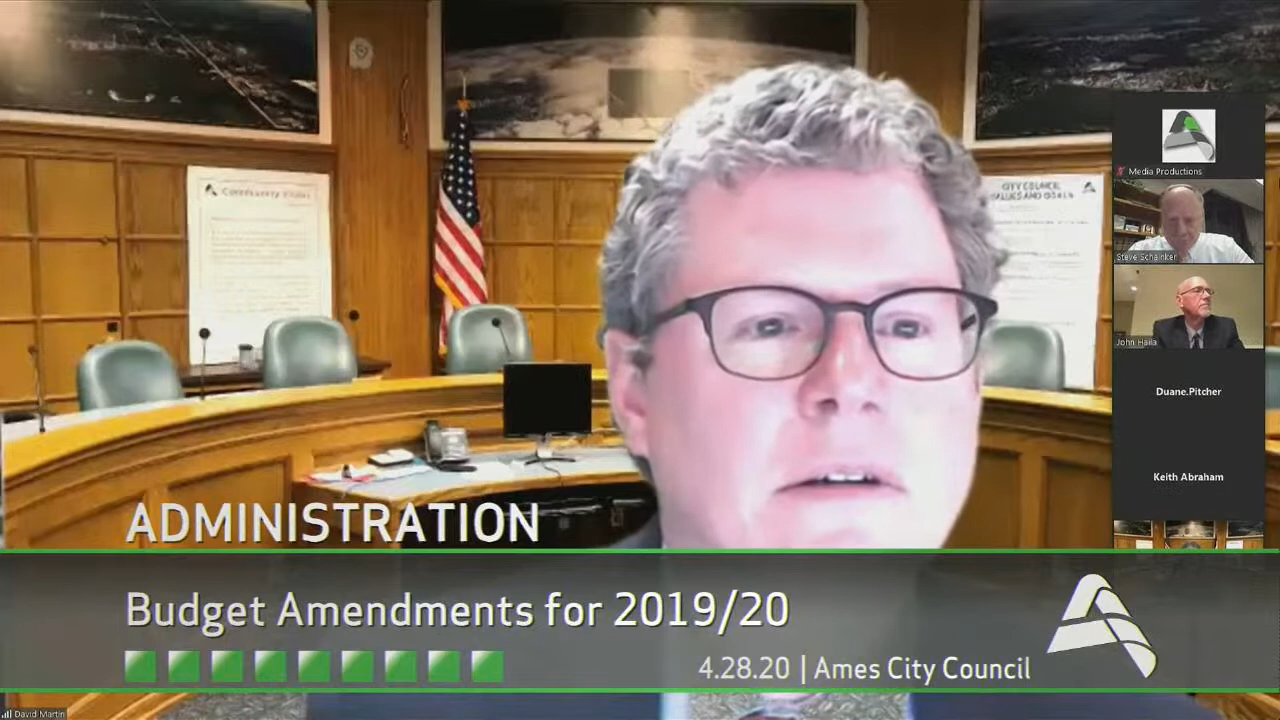 Community Vision
CITY COUNCIL
VALUES AND GOALS
Media Productions
Steve Schainker
John Haila
Duane.Pitcher
Keith Abraham
ADMINISTRATION
Budget Amendments for 2019/20
4.28.20 | Ames City Council
David Martin